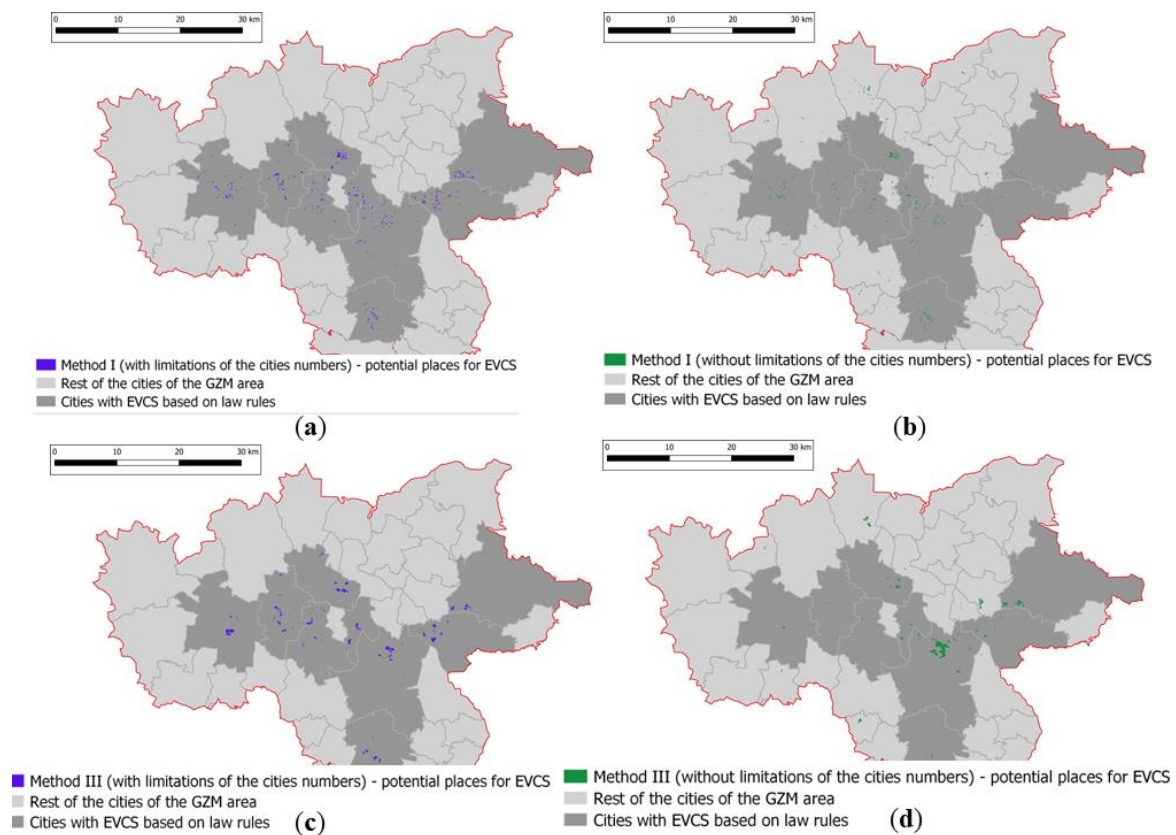 0 10 20 30 km
0 10 20 30 km
Method I (with limitations of the cities numbers) - potential places for EVCS
Rest of the cities of the GZM area
Cities with EVCS based on law rules
(a)
Method I (without limitations of the cities numbers) - potential places for EVCS
Rest of the cities of the GZM area
Cities with EVCS based on law rules
(b)
0 10 20 30 km
0 10 20 30 km
Method III (with limitations of the cities numbers) - potential places for EVCS
Rest of the cities of the GZM area
Cities with EVCS based on law rules
(c)
Method III (without limitations of the cities numbers) - potential places for EVCS
Rest of the cities of the GZM area
Cities with EVCS based on law rules
(d)